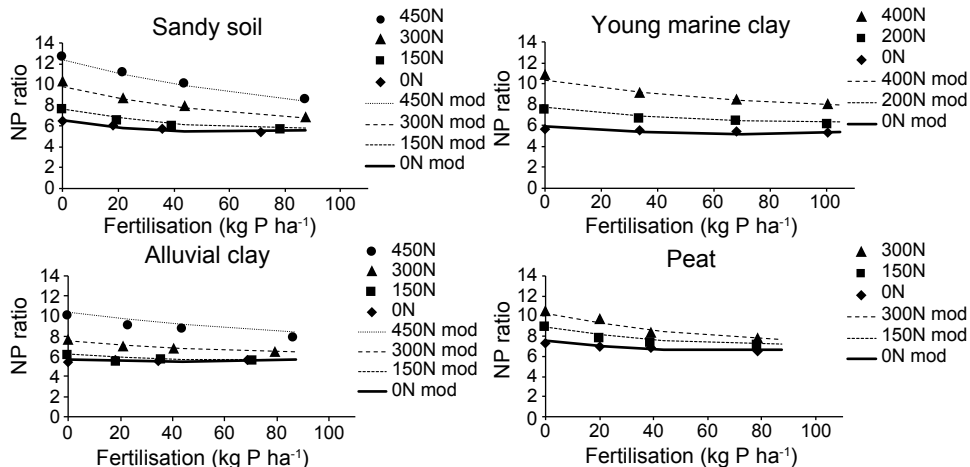 Sandy soil
NP ratio
14
12
10
8
6
4
2
0
0 20 40 60 80 100
Fertilisation (kg P ha⁻¹)
450N
300N
150N
0N
450N mod
300N mod
150N mod
0N mod
Young marine clay
NP ratio
14
12
10
8
6
4
2
0
0 20 40 60 80 100
Fertilisation (kg P ha⁻¹)
400N
200N
0N
400N mod
200N mod
0N mod
Alluvial clay
NP ratio
14
12
10
8
6
4
2
0
0 20 40 60 80 100
Fertilisation (kg P ha⁻¹)
450N
300N
150N
0N
450N mod
300N mod
150N mod
0N mod
Peat
NP ratio
14
12
10
8
6
4
2
0
0 20 40 60 80 100
Fertilisation (kg P ha⁻¹)
300N
150N
0N
300N mod
150N mod
0N mod